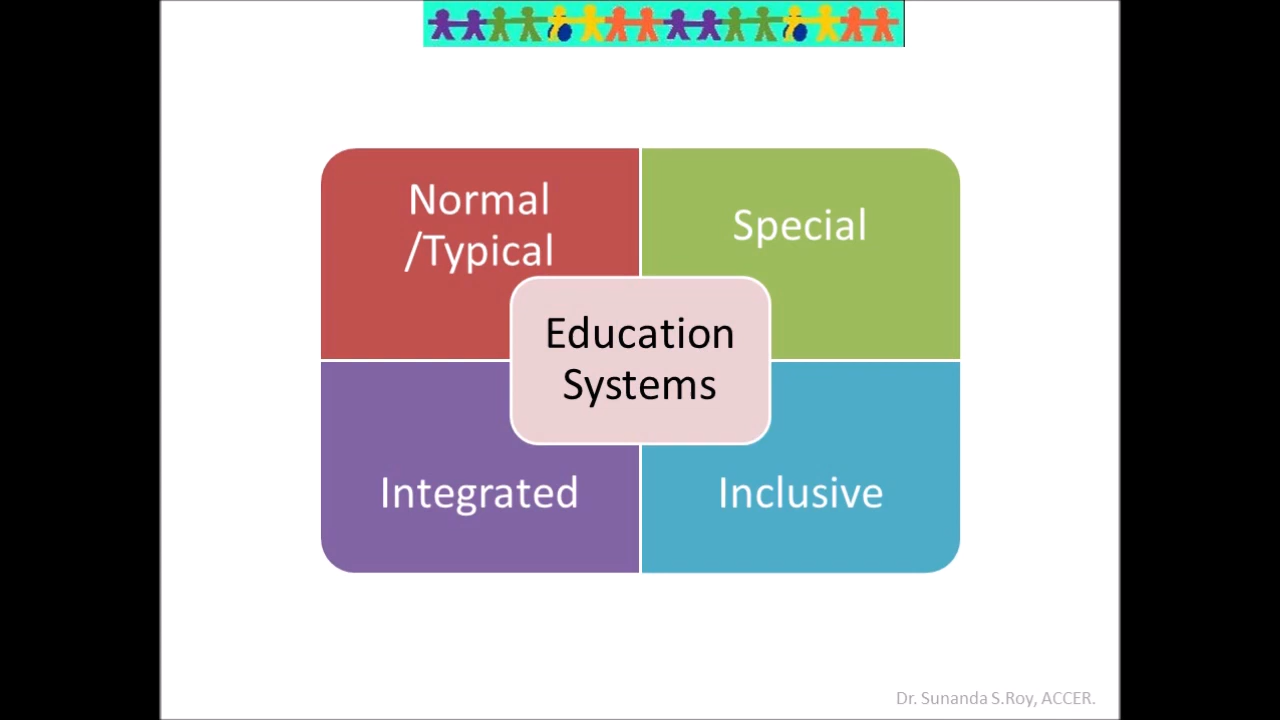 Normal
/Typical
Special
Education
Systems
Integrated
Inclusive
Dr. Sunanda S.Roy, ACCER.